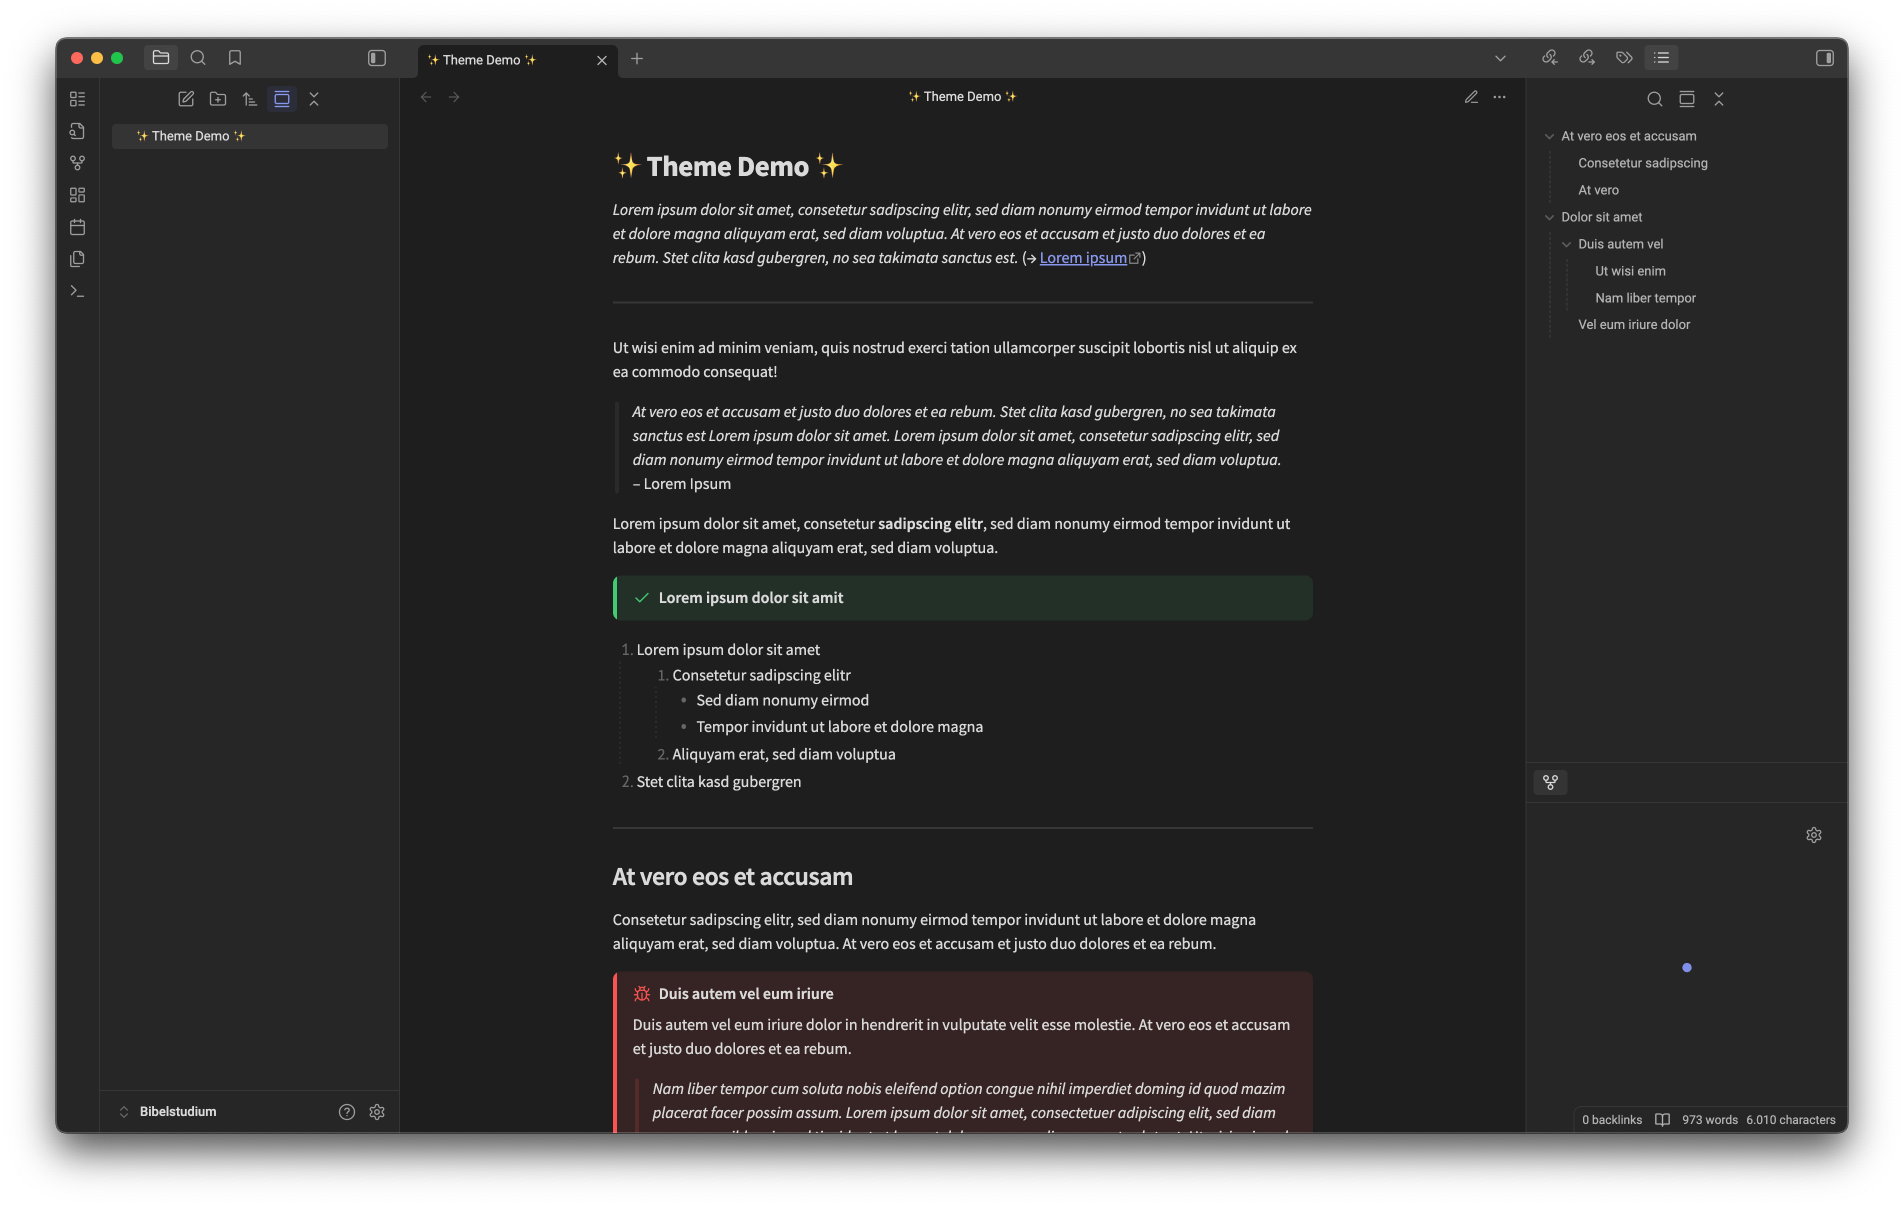 ✨ Theme Demo ✨
✨ Theme Demo ✨
Bibelstudium
✨ Theme Demo ✨
✨ Theme Demo ✨
Lorem ipsum dolor sit amet, consetetur sadipscing elitr, sed diam nonumy eirmod tempor invidunt ut labore
et dolore magna aliquyam erat, sed diam voluptua. At vero eos et accusam et justo duo dolores et ea
rebum. Stet clita kasd gubergren, no sea takimata sanctus est. (→ Lorem ipsum)
Ut wisi enim ad minim veniam, quis nostrud exerci tation ullamcorper suscipit lobortis nisl ut aliquip ex
ea commodo consequat!
At vero eos et accusam et justo duo dolores et ea rebum. Stet clita kasd gubergren, no sea takimata
sanctus est Lorem ipsum dolor sit amet. Lorem ipsum dolor sit amet, consetetur sadipscing elitr, sed
diam nonumy eirmod tempor invidunt ut labore et dolore magna aliquyam erat, sed diam voluptua.
– Lorem Ipsum
Lorem ipsum dolor sit amet, consetetur sadipscing elitr, sed diam nonumy eirmod tempor invidunt ut
labore et dolore magna aliquyam erat, sed diam voluptua.
Lorem ipsum dolor sit amit
1. Lorem ipsum dolor sit amet
1. Consetetur sadipscing elitr
• Sed diam nonumy eirmod
• Tempor invidunt ut labore et dolore magna
2. Aliquyam erat, sed diam voluptua
2. Stet clita kasd gubergren
At vero eos et accusam
Consetetur sadipscing elitr, sed diam nonumy eirmod tempor invidunt ut labore et dolore magna
aliquyam erat, sed diam voluptua. At vero eos et accusam et justo duo dolores et ea rebum.
Duis autem vel eum iriure
Duis autem vel eum iriure dolor in hendrerit in vulputate velit esse molestie. At vero eos et accusam
et justo duo dolores et ea rebum.
Nam liber tempor cum soluta nobis eleifend option congue nihil imperdiet doming id quod mazim
placerat facer possim assum. Lorem ipsum dolor sit amet, consectetuer adipiscing elit, sed diam
At vero eos et accusam
Consetetur sadipscing
At vero
Dolor sit amet
Duis autem vel
Ut wisi enim
Nam liber tempor
Vel eum iriure dolor
0 backlinks 973 words 6.010 characters